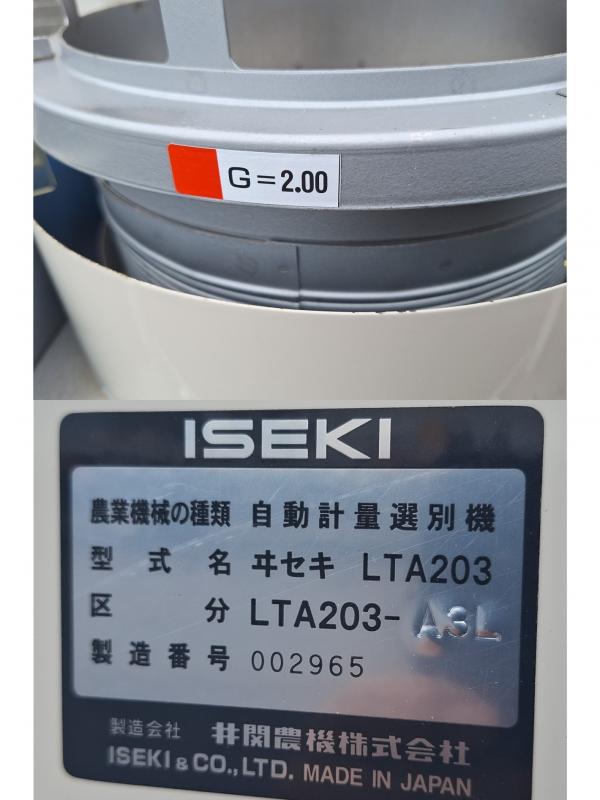 G=2.00
ISEKI
農業機械の種類 自動計量選別機
型式名 ヰセキ LTA203
区分 LTA203-A3L
製造番号 002965
製造会社 井関農機株式会社
ISEKI & CO., LTD. MADE IN JAPAN